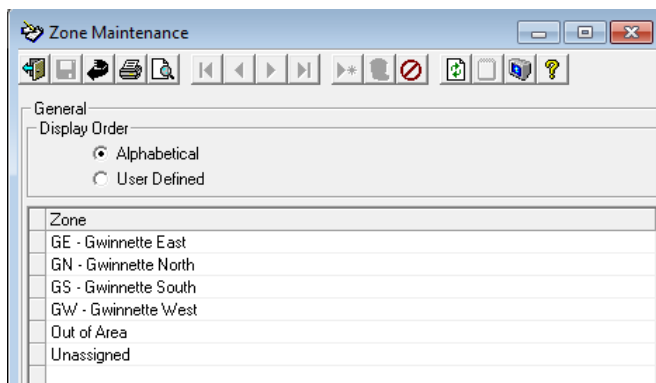 Zone Maintenance
General
Display Order
Alphabetical
User Defined
Zone
GE - Gwinnette East
GN - Gwinnette North
GS - Gwinnette South
GW - Gwinnette West
Out of Area
Unassigned